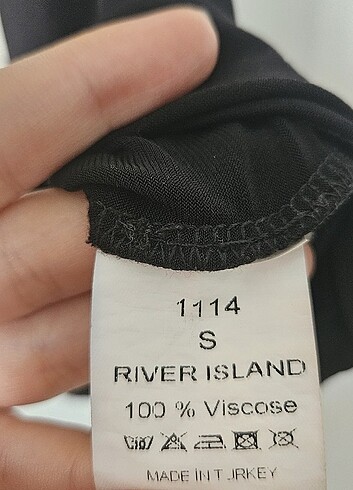 1114
S
RIVER ISLAND
100 % Viscose
MADE IN TURKEY